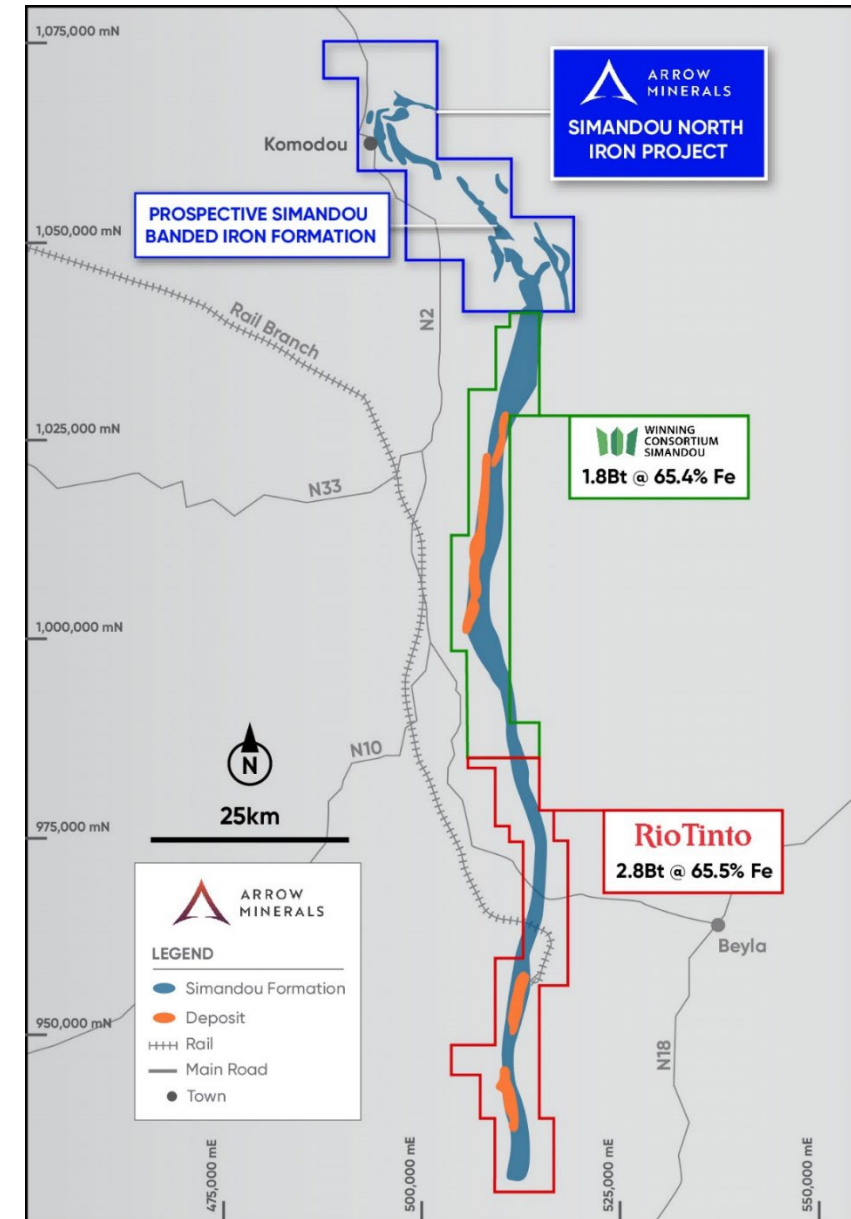 1,075,000 mN
ARROW
MINERALS
SIMANDOU NORTH
IRON PROJECT
Komodou
PROSPECTIVE SIMANDOU
BANDED IRON FORMATION
1,050,000 mN
Rail Branch
N2
1,025,000 mN
WINNING
CONSORTIUM
SIMANDOU
1.8Bt @ 65.4% Fe
N33
1,000,000 mN
N10
N
25km
975,000 mN
RioTinto
2.8Bt @ 65.5% Fe
Beyla
ARROW
MINERALS
LEGEND
Simandou Formation
Deposit
Rail
Main Road
Town
950,000 mN
N18
475,000 mE
500,000 mE
525,000 mE
550,000 mE